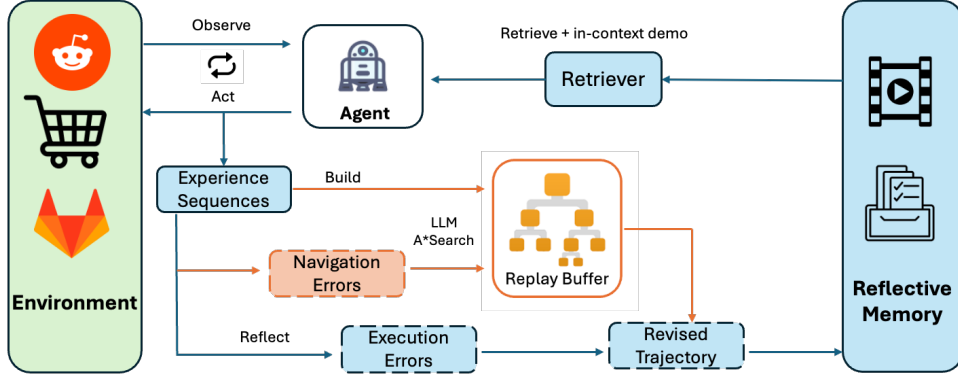 Observe
Act
Agent
Retrieve + in-context demo
Retriever
Environment
Experience
Sequences
Build
LLM
A*Search
Navigation
Errors
Replay Buffer
Reflect
Execution
Errors
Revised
Trajectory
Reflective
Memory